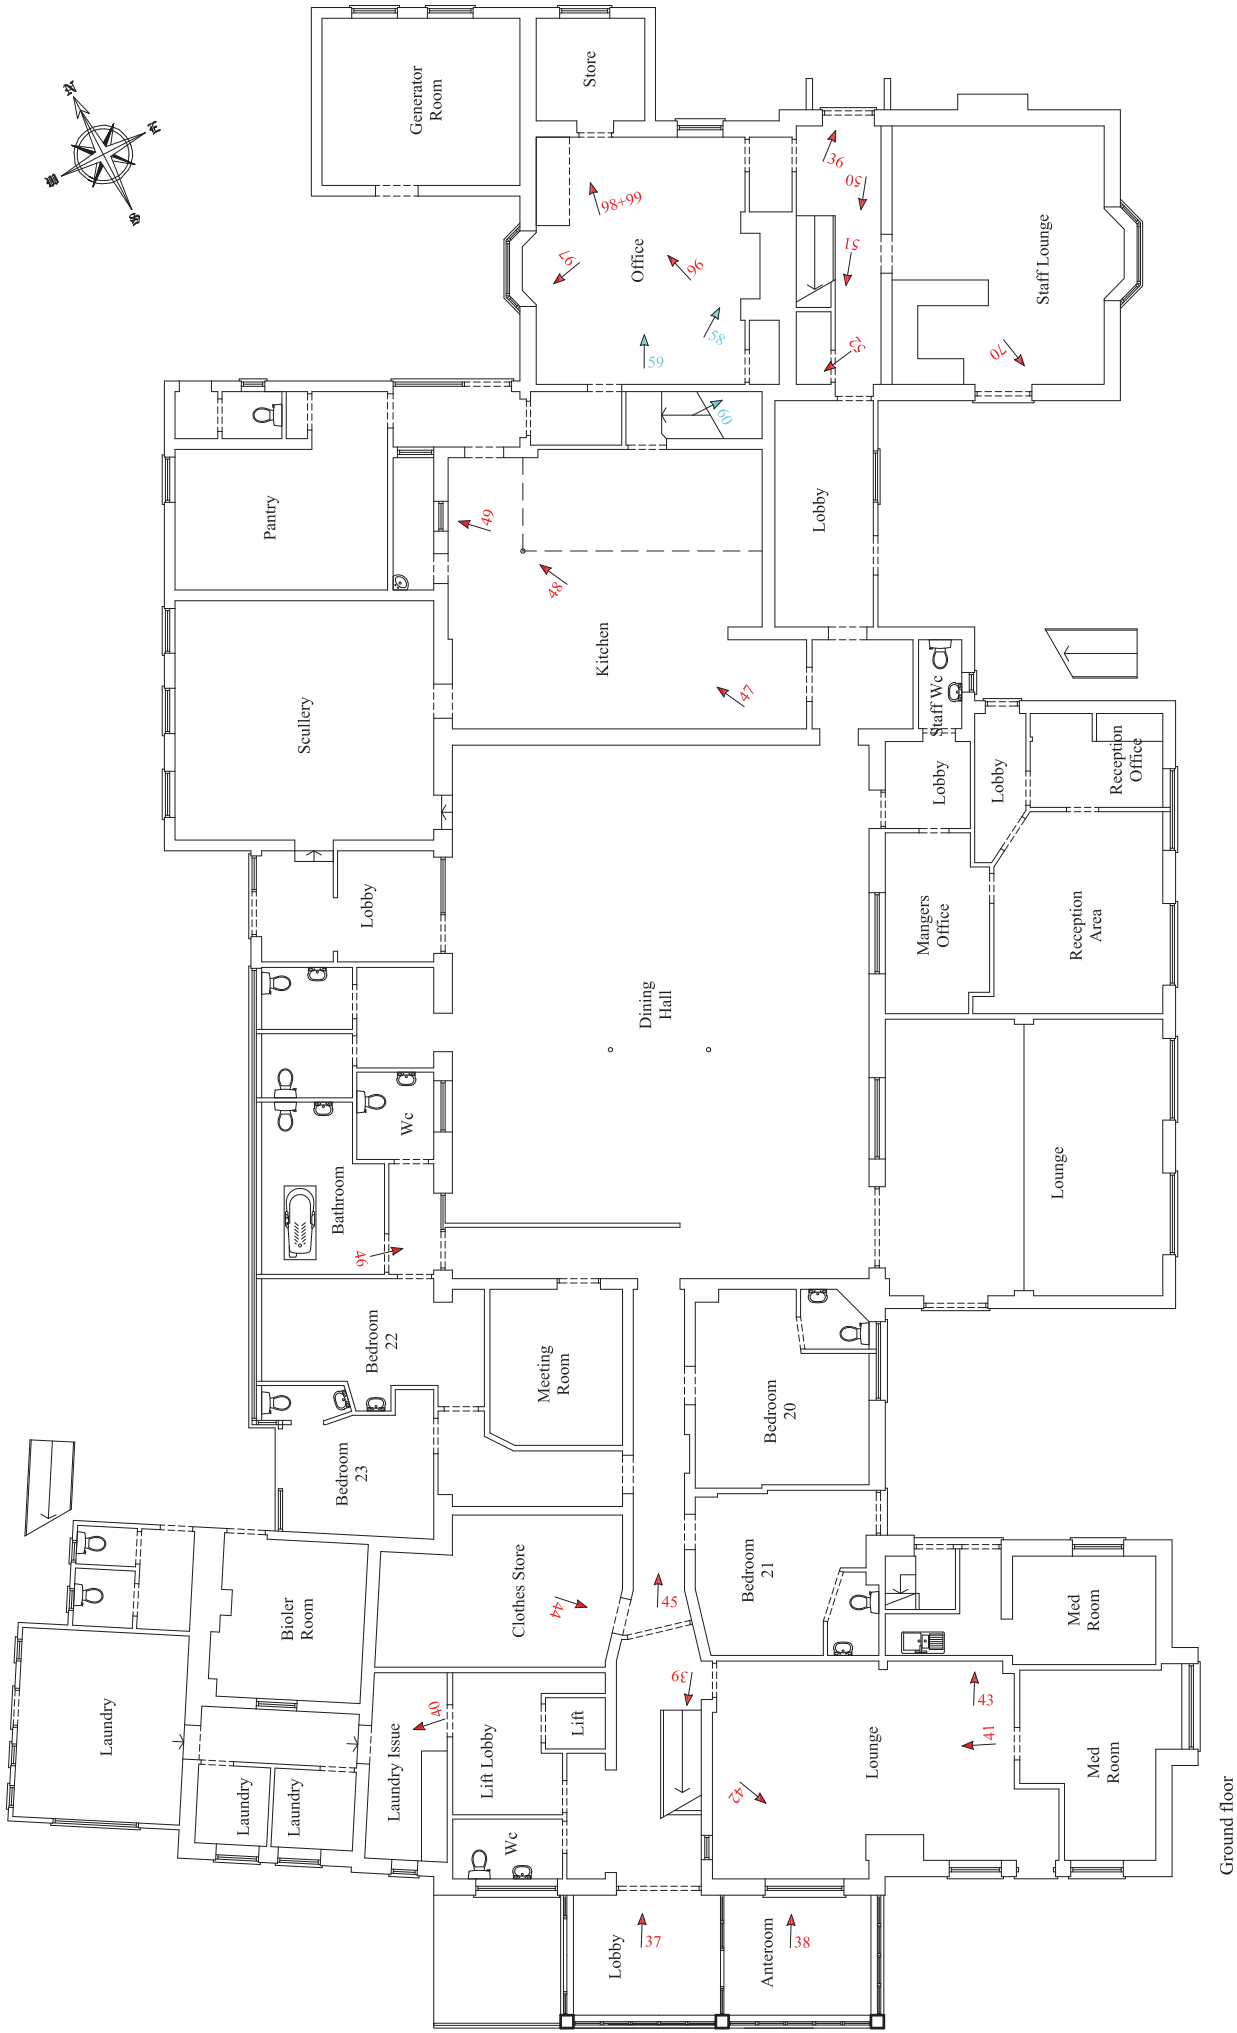 N
E
S
W
Generator
Room
Store
98+99
97
Office
96
58
59
60
36
50
51
52
Staff Lounge
70
Pantry
49
48
Kitchen
47
Lobby
Scullery
Staff Wc
Lobby
Lobby
Reception
Office
Lobby
Mangers
Office
Reception
Area
Dining
Hall
Wc
Bathroom
46
Lounge
Bedroom
22
Meeting
Room
Bedroom
20
Bedroom
23
Clothes Store
44
45
Bedroom
21
Med
Room
Bioler
Room
Laundry
Laundry
Laundry
Laundry Issue
40
Lift Lobby
Lift
39
Wc
Lounge
43
41
42
Med
Room
Lobby
37
Anteroom
38
Ground floor